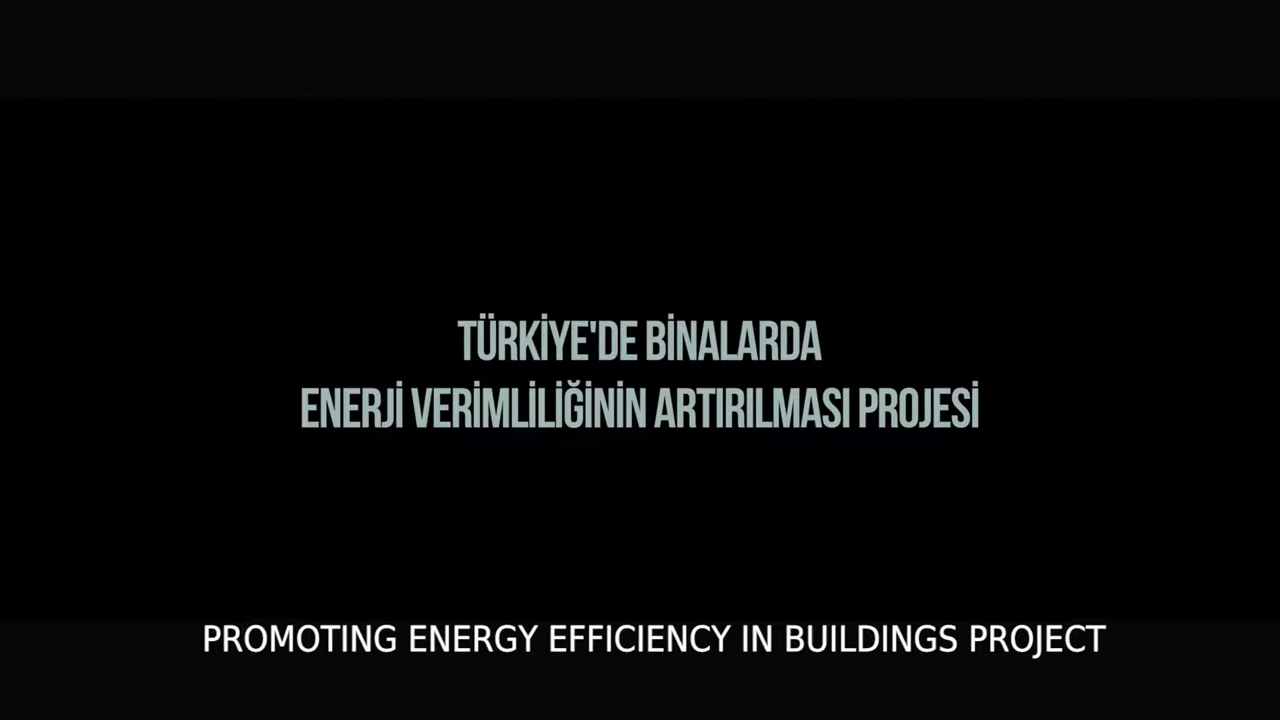 TÜRKİYE'DE BİNALARDA
ENERJİ VERİMLİLİĞİNİN ARTIRILMASI PROJESİ
PROMOTING ENERGY EFFICIENCY IN BUILDINGS PROJECT